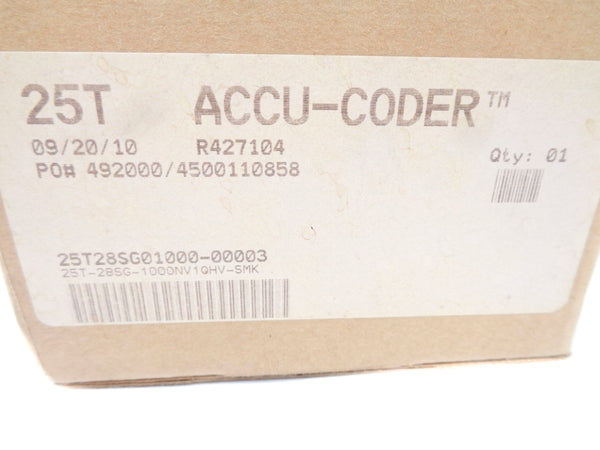 25T ACCU-CODER™
09/20/10 R427104
PO# 492000/4500110858
Qty: 01
25T28SG01000-00003
25T-28SG-1000NV1QHV-SMK